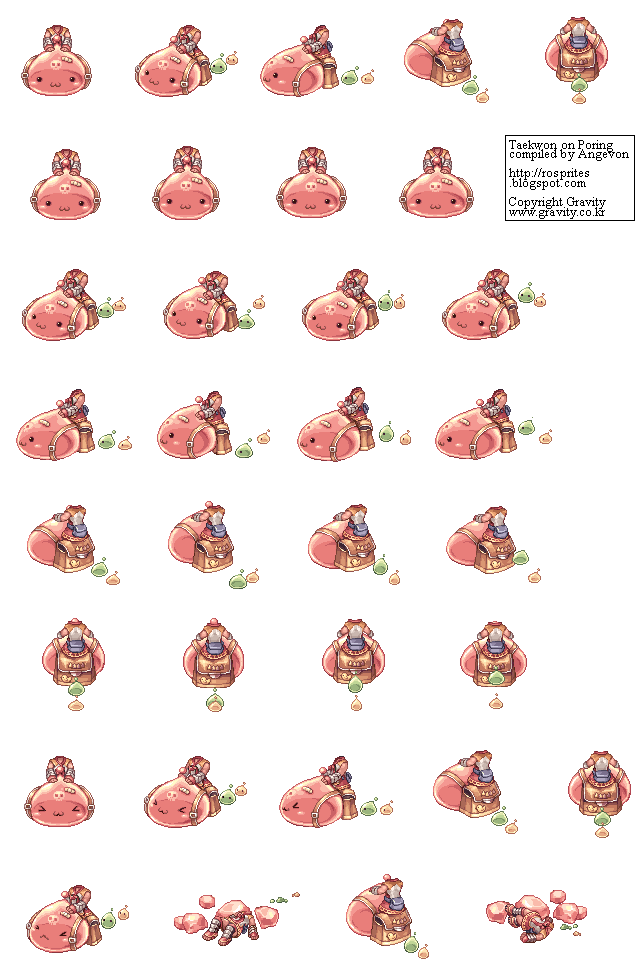 Taekwon on Poring
compiled by Angevon
http://rosprites
.blogspot.com
Copyright Gravity
www.gravity.co.kr